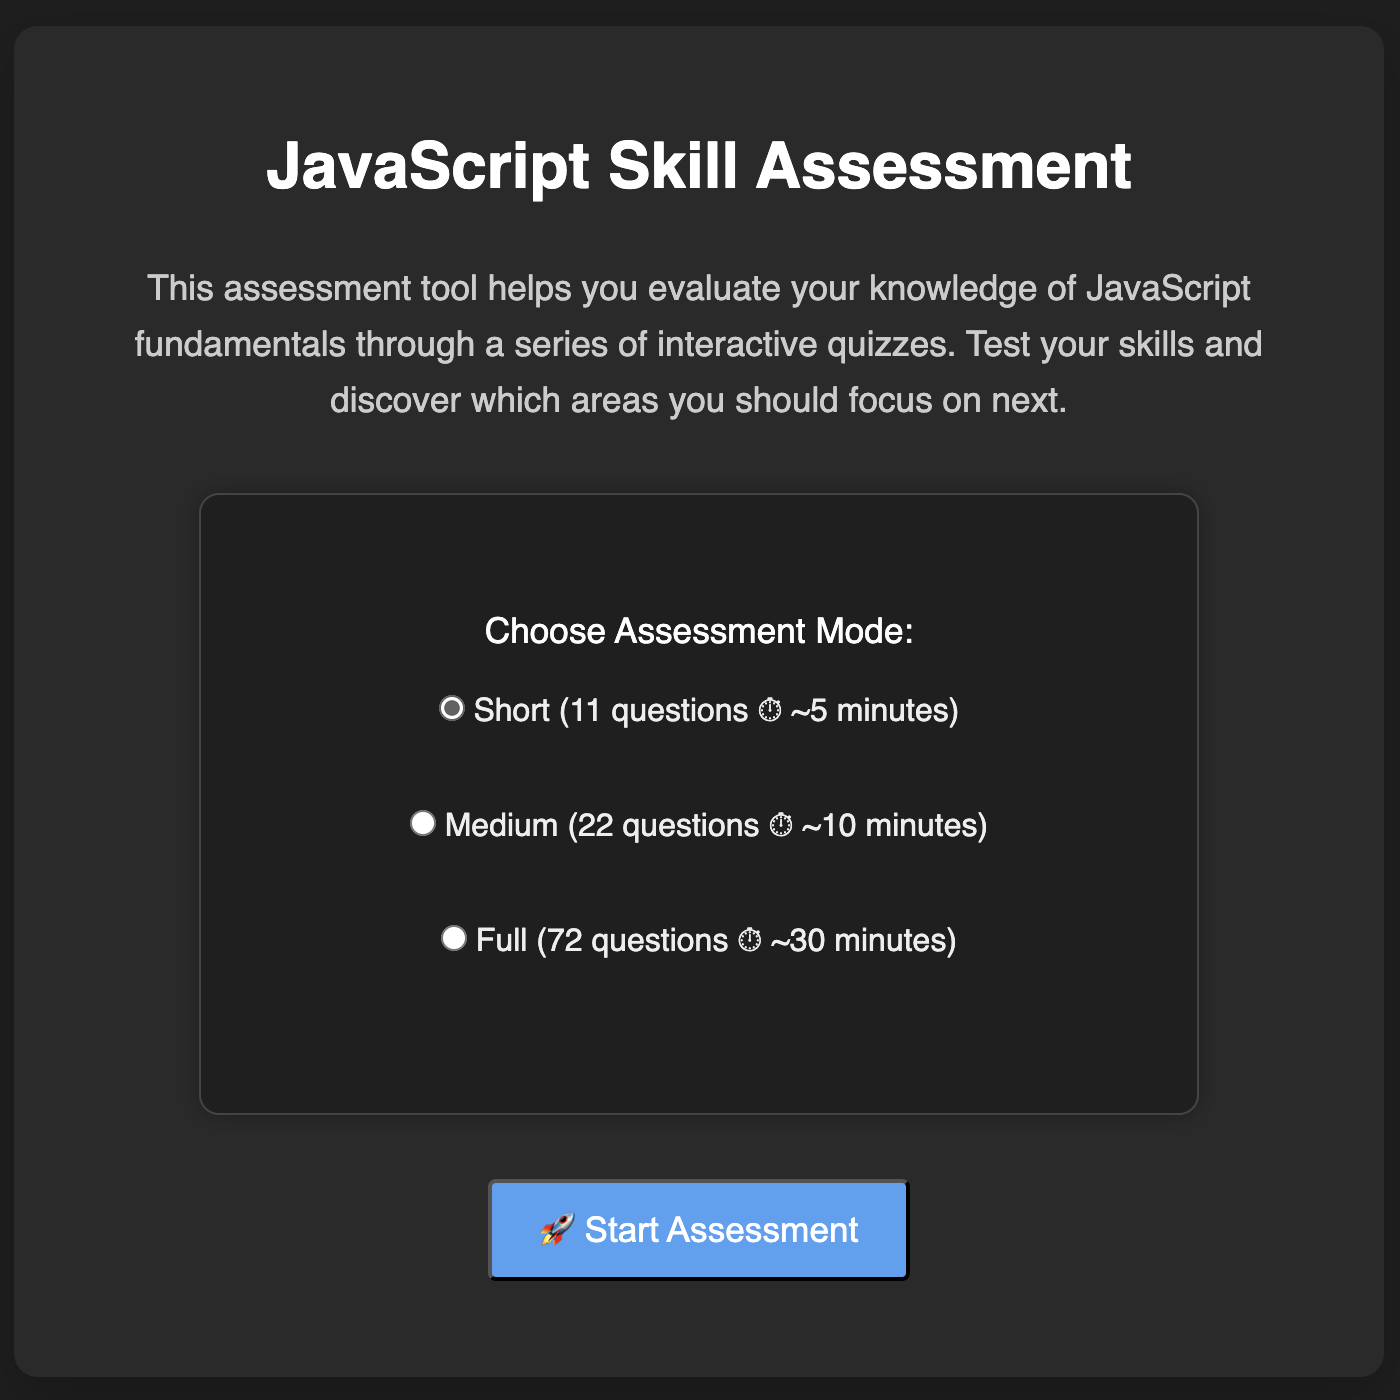 JavaScript Skill Assessment
This assessment tool helps you evaluate your knowledge of JavaScript
fundamentals through a series of interactive quizzes. Test your skills and
discover which areas you should focus on next.
Choose Assessment Mode:
Short (11 questions ⏱ ~5 minutes)
Medium (22 questions ⏱ ~10 minutes)
Full (72 questions ⏱ ~30 minutes)
🚀 Start Assessment